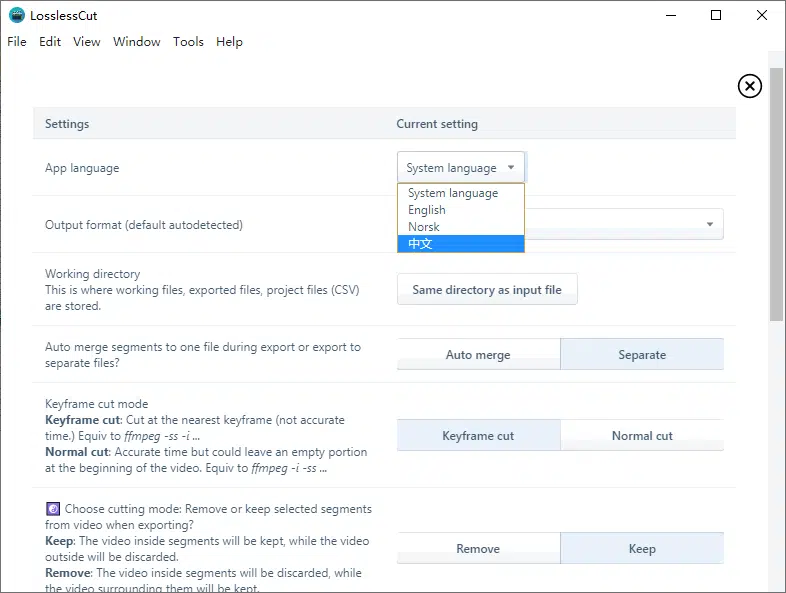 LosslessCut
File Edit View Window Tools Help
Settings Current setting
App language System language
System language
English
Norsk
中文
Output format (default autodetected)
Working directory
This is where working files, exported files, project files (CSV)
are stored.
Same directory as input file
Auto merge segments to one file during export or export to
separate files?
Auto merge Separate
Keyframe cut mode
Keyframe cut: Cut at the nearest keyframe (not accurate
time.) Equiv to ffmpeg -ss -i ...
Normal cut: Accurate time but could leave an empty portion
at the beginning of the video. Equiv to ffmpeg -i -ss ...
Keyframe cut Normal cut
Choose cutting mode: Remove or keep selected segments
from video when exporting?
Keep: The video inside segments will be kept, while the video
outside will be discarded.
Remove: The video inside segments will be discarded, while
the video surrounding them will be kept.
Remove Keep